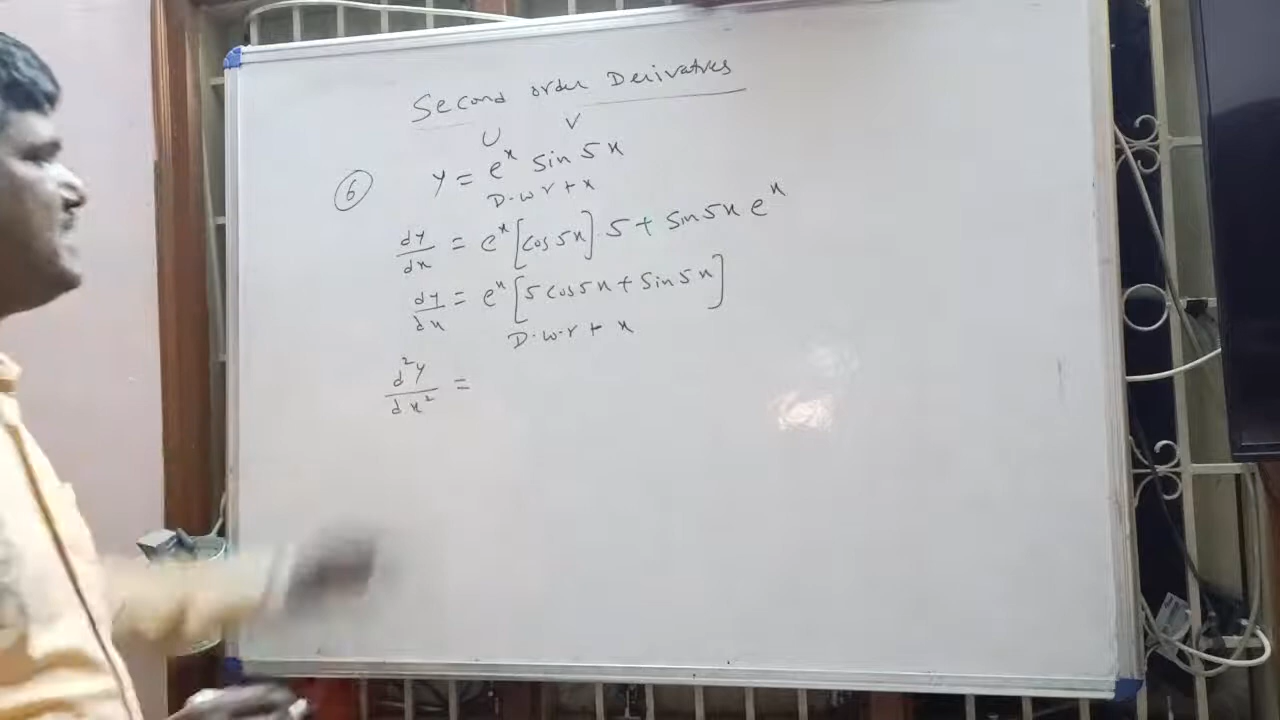 Second order Derivatives
U V
6 y = e^x sin 5x
D.w.r+x
dy/dx = e^x [cos 5x].5 + sin 5x e^x
dy/dx = e^x [5 cos 5x + sin 5x]
D.w.r+ x
d²y/dx² =